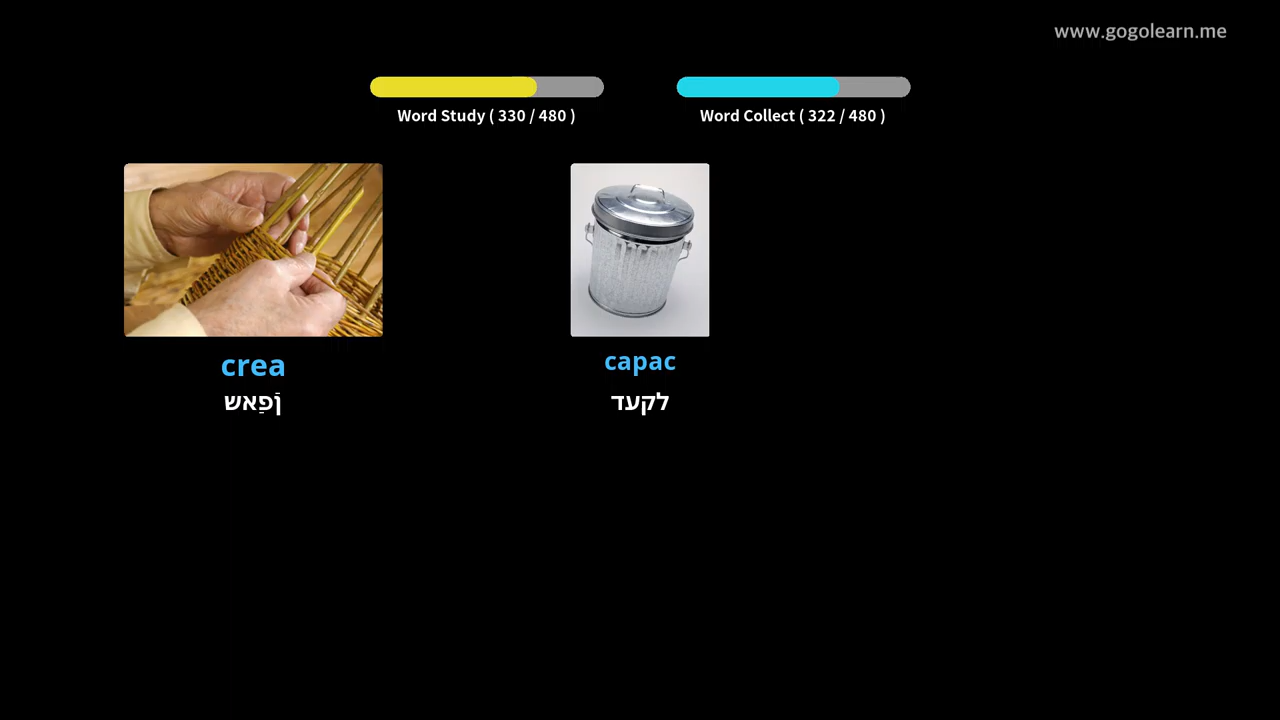 www.gogolearn.me
Word Study ( 330 / 480 )
Word Collect ( 322 / 480 )
crea
ןֿפַאש
capac
לקעד